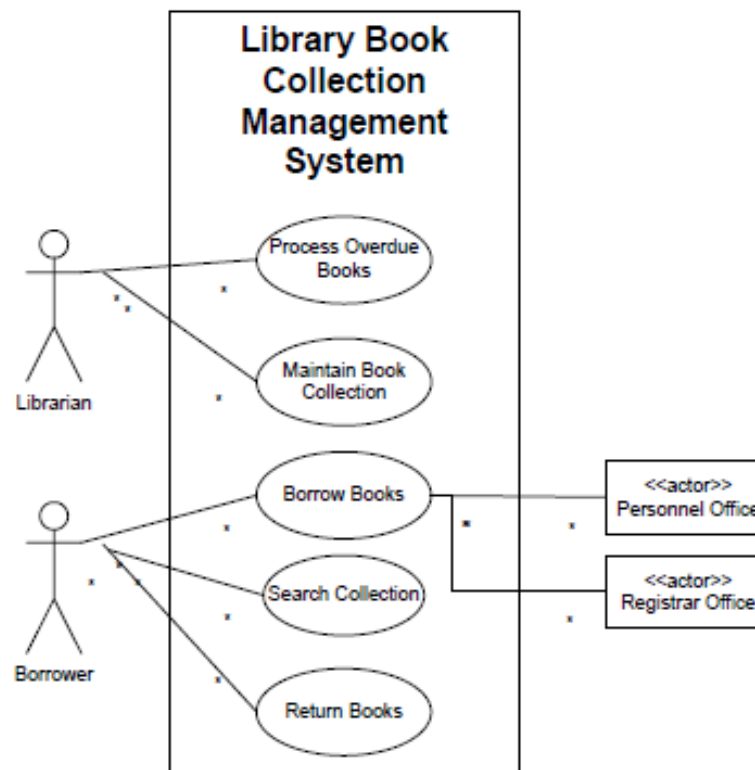 Library Book
Collection
Management
System
Process Overdue
Books
*
*
*
Maintain Book
Collection
*
Librarian
Borrow Books
<<actor>>
Personnel Office
*
*
*
*
*
*
Search Collection
<<actor>>
Registrar Office
*
*
*
Borrower
Return Books